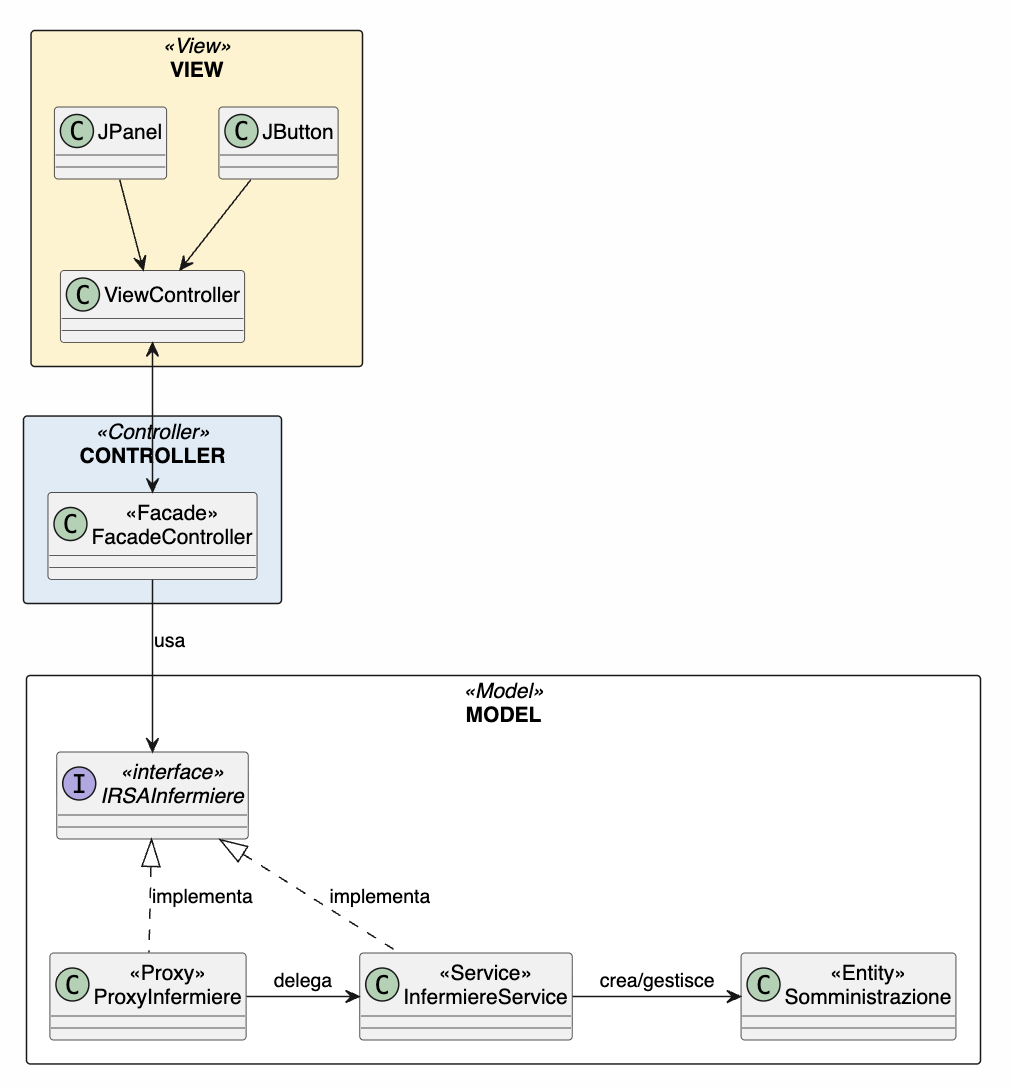 «View»
VIEW
C JPanel
C JButton
C ViewController
«Controller»
CONTROLLER
«Facade»
C FacadeController
usa
«Model»
MODEL
«interface»
I IRSAInfermiere
implementa
implementa
«Proxy»
C ProxyInfermiere
delega
«Service»
C InfermiereService
crea/gestisce
«Entity»
C Somministrazione